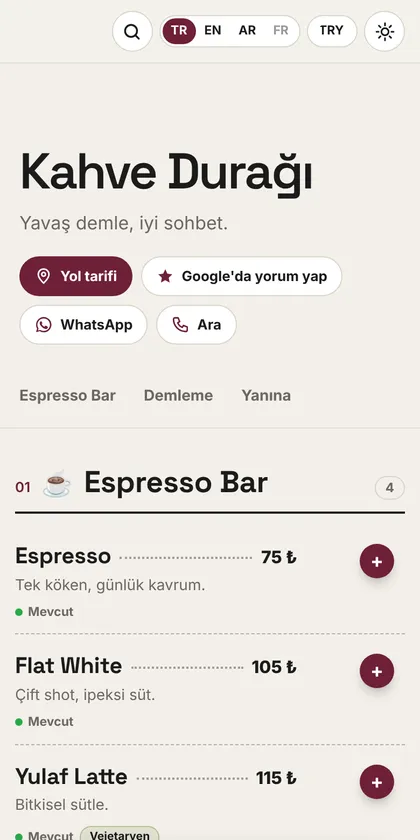 TR EN AR FR TRY
Kahve Durağı
Yavaş demle, iyi sohbet.
Yol tarifi Google'da yorum yap
WhatsApp Ara
Espresso Bar Demleme Yanına
01 Espresso Bar 4
Espresso 75 ₺
Tek köken, günlük kavrum.
Mevcut
Flat White 105 ₺
Çift shot, ipeksi süt.
Mevcut
Yulaf Latte 115 ₺
Bitkisel sütle.
Mevcut Vejetaryen